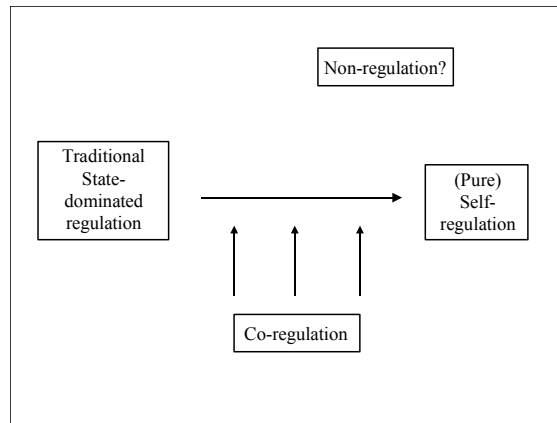 Non-regulation?
Traditional
State-
dominated
regulation
(Pure)
Self-
regulation
Co-regulation